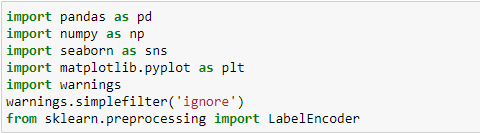 import pandas as pd
import numpy as np
import seaborn as sns
import matplotlib.pyplot as plt
import warnings
warnings.simplefilter('ignore')
from sklearn.preprocessing import LabelEncoder